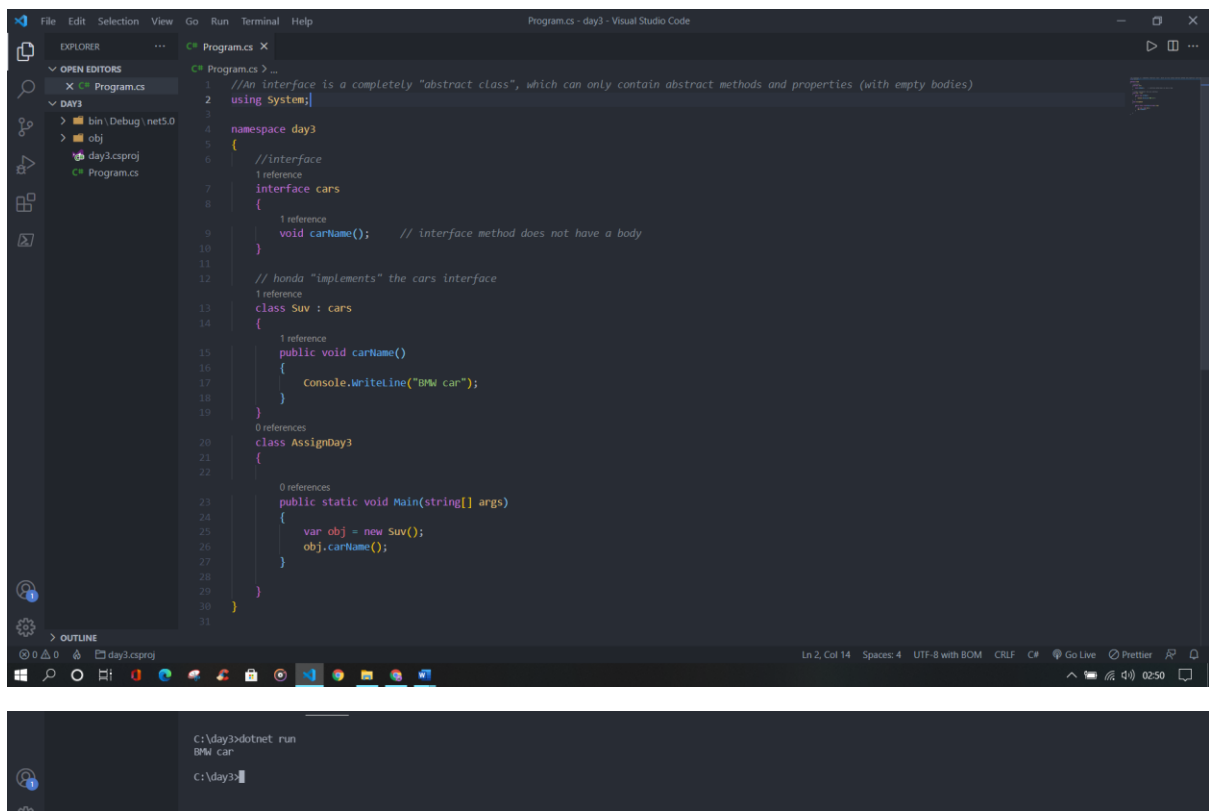 File Edit Selection View Go Run Terminal Help Program.cs - day3 - Visual Studio Code
EXPLORER ... C# Program.cs
OPEN EDITORS C# Program.cs > ...
C# Program.cs
DAY3
bin\Debug\net5.0
obj
day3.csproj
C# Program.cs
1 //An interface is a completely "abstract class", which can only contain abstract methods and properties (with empty bodies)
2 using System;
3
4 namespace day3
5 {
6 //interface
1 reference
7 interface cars
8 {
1 reference
9 void carName(); // interface method does not have a body
10 }
11
12 // honda "implements" the cars interface
1 reference
13 class Suv : cars
14 {
1 reference
15 public void carName()
16 {
17 Console.WriteLine("BMW car");
18 }
19 }
0 references
20 class AssignDay3
21 {
22
0 references
23 public static void Main(string[] args)
24 {
25 var obj = new Suv();
26 obj.carName();
27 }
28
29 }
30 }
31
1
OUTLINE
0 0 day3.csproj Ln 2, Col 14 Spaces: 4 UTF-8 with BOM CRLF C# Go Live Prettier
02:50
C:\day3>dotnet run
BMW car
C:\day3>
1